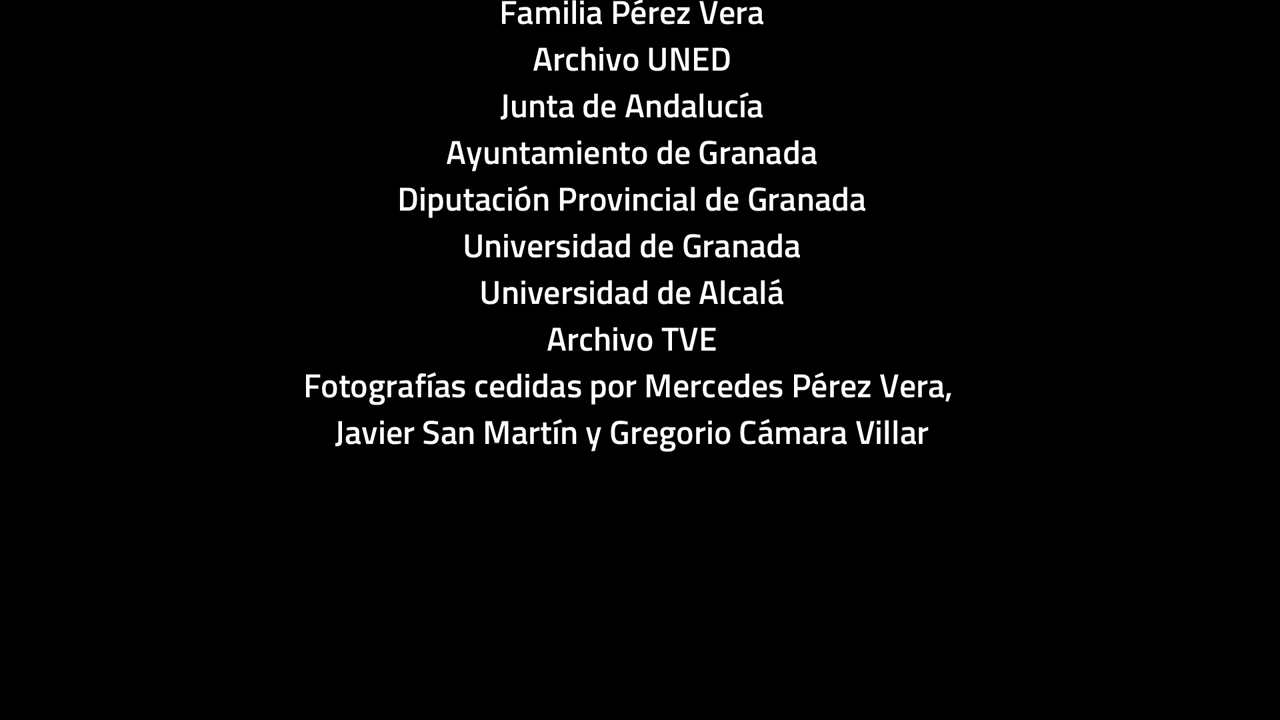 Familia Pérez Vera
Archivo UNED
Junta de Andalucía
Ayuntamiento de Granada
Diputación Provincial de Granada
Universidad de Granada
Universidad de Alcalá
Archivo TVE
Fotografías cedidas por Mercedes Pérez Vera,
Javier San Martín y Gregorio Cámara Villar